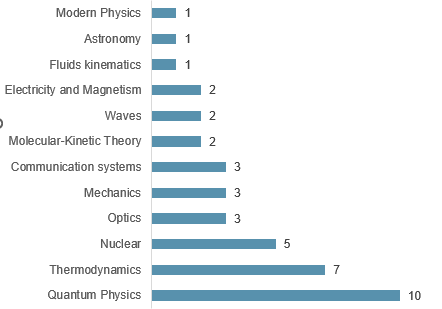 Modern Physics 1
Astronomy 1
Fluids kinematics 1
Electricity and Magnetism 2
Waves 2
Molecular-Kinetic Theory 2
Communication systems 3
Mechanics 3
Optics 3
Nuclear 5
Thermodynamics 7
Quantum Physics 10